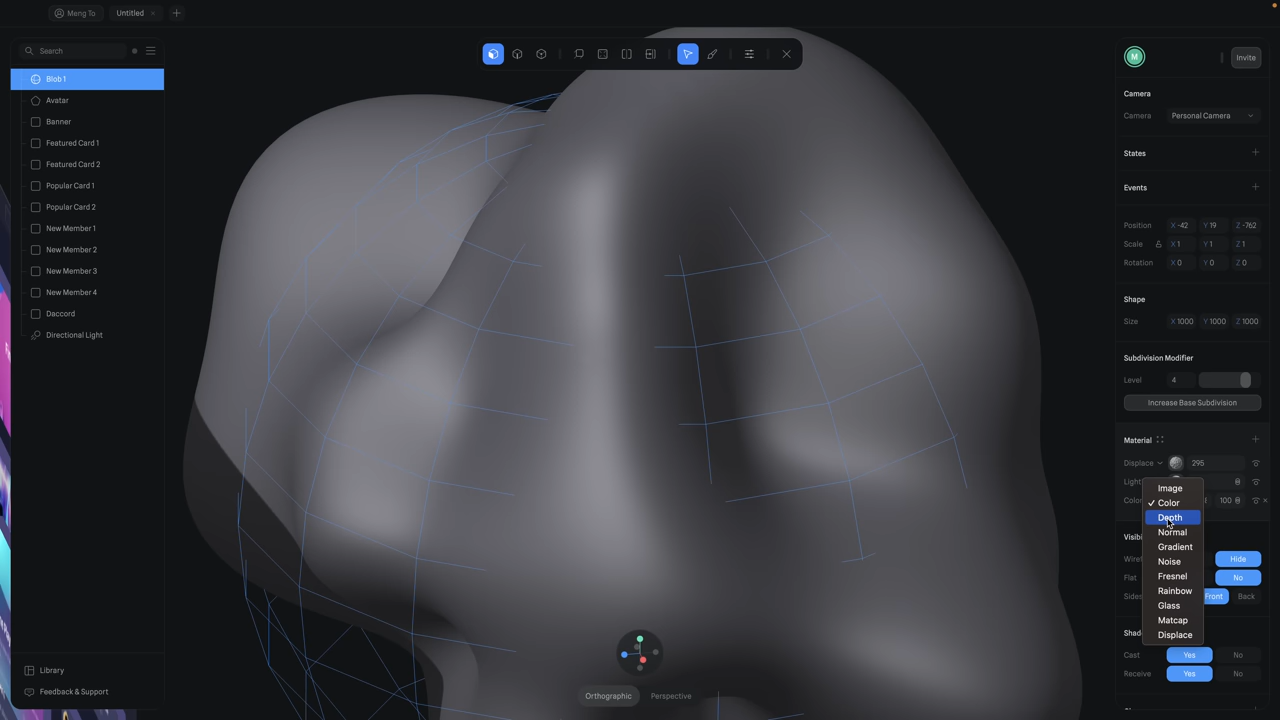 Meng To
Untitled
Search
Blob 1
Avatar
Banner
Featured Card 1
Featured Card 2
Popular Card 1
Popular Card 2
New Member 1
New Member 2
New Member 3
New Member 4
Daccord
Directional Light
Library
Feedback & Support
Orthographic
Perspective
M
Invite
Camera
Camera Personal Camera
States
Events
Position X -42 Y 19 Z -762
Scale X 1 Y 1 Z 1
Rotation X 0 Y 0 Z 0
Shape
Size X 1000 Y 1000 Z 1000
Subdivision Modifier
Level 4
Increase Base Subdivision
Material
Displace 295
Light
Color 100
Image
Color
Depth
Normal
Gradient
Noise
Fresnel
Rainbow
Glass
Matcap
Displace
Hide
Flat No
Sides Front Back
Cast Yes No
Receive Yes No